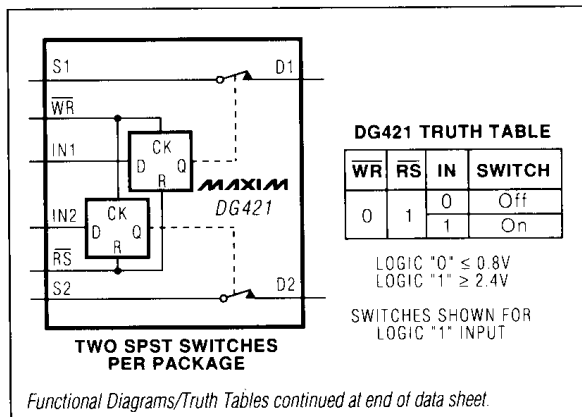 S1
D1
WR
CK
IN1
D
Q
R
MAXIM
DG421
IN2
CK
D
Q
R
RS
S2
D2
TWO SPST SWITCHES
PER PACKAGE
DG421 TRUTH TABLE
WR RS IN SWITCH
0 1 0 Off
1 On
LOGIC "0" ≤ 0.8V
LOGIC "1" ≥ 2.4V
SWITCHES SHOWN FOR
LOGIC "1" INPUT
Functional Diagrams/Truth Tables continued at end of data sheet.